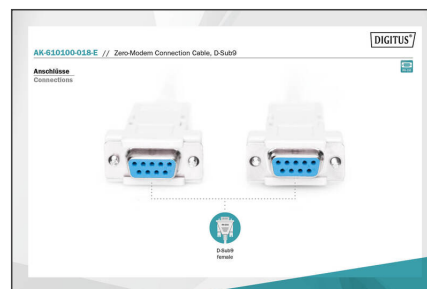 DIGITUS®
AK-610100-018-E // Zero-Modem Connection Cable, D-Sub9
Anschlüsse
Connections
D-Sub9
female